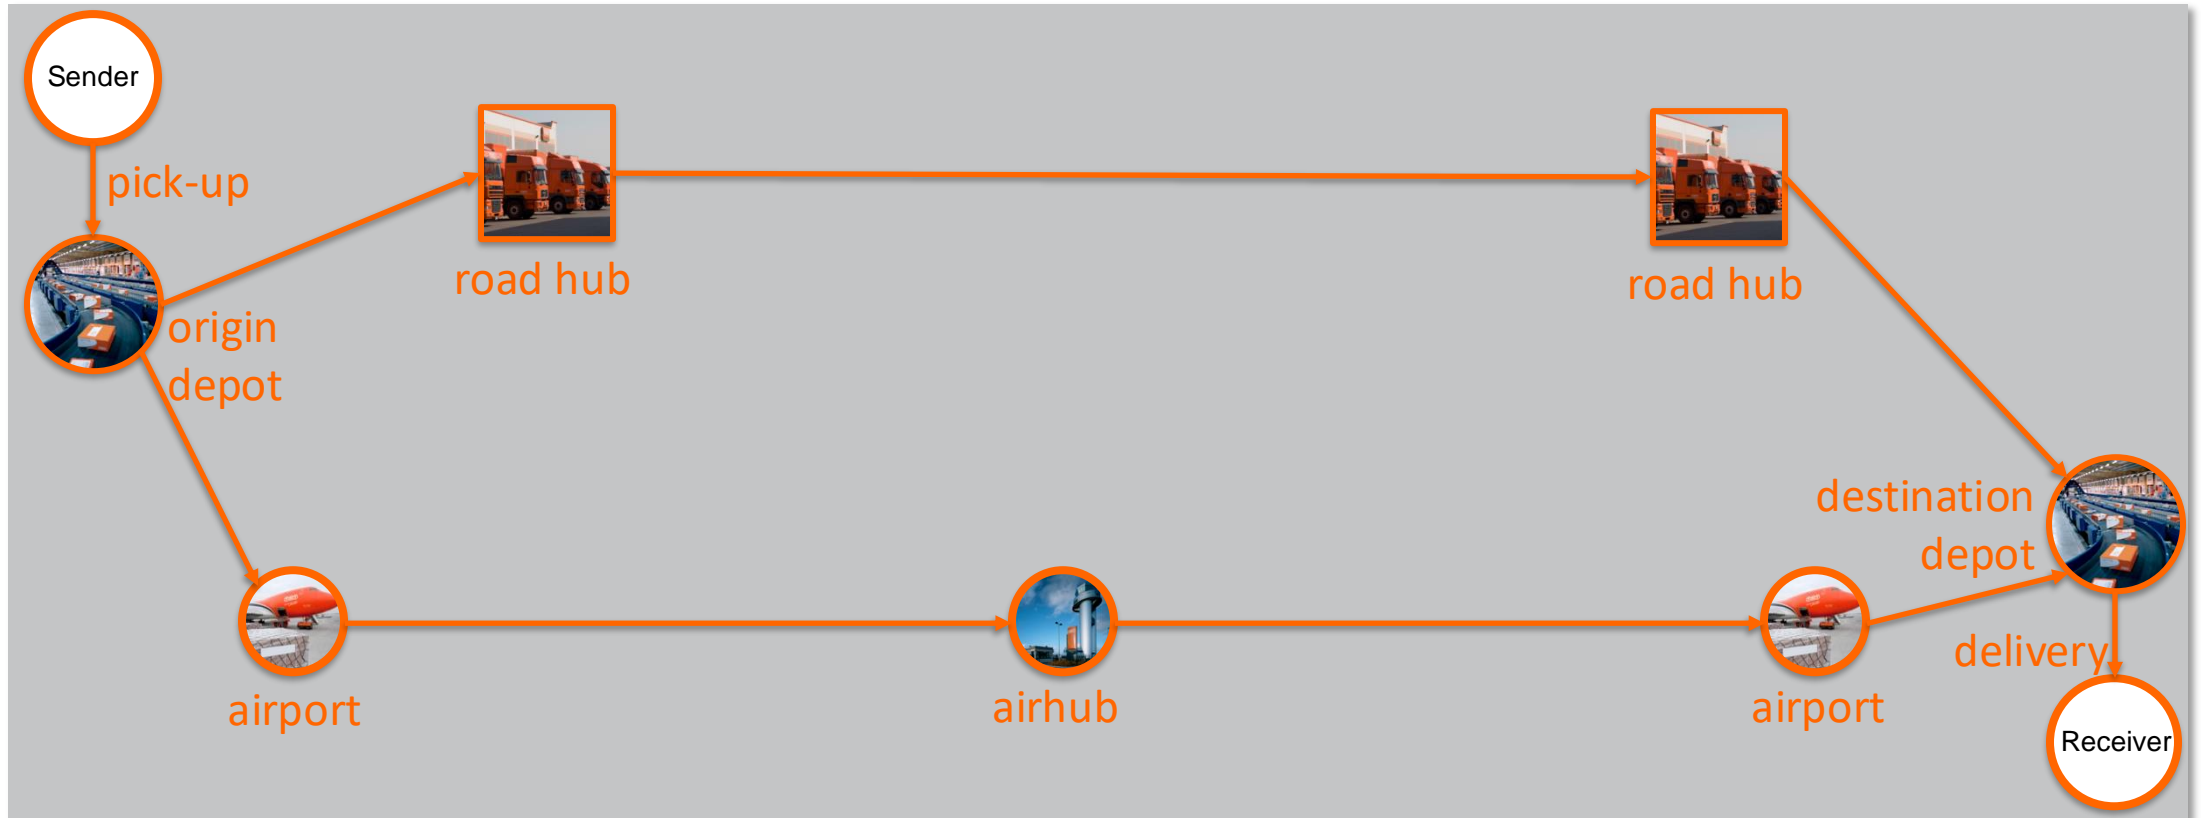 Sender
pick-up
origin
depot
road hub
road hub
airport
airhub
airport
destination
depot
delivery
Receiver